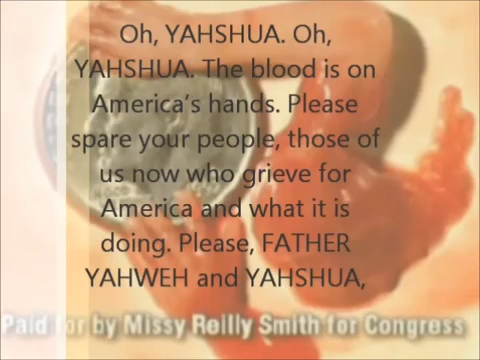 Oh, YAHSHUA. Oh,
YAHSHUA. The blood is on
America's hands. Please
spare your people, those of
us now who grieve for
America and what it is
doing. Please, FATHER
YAHWEH and YAHSHUA,
Paid for by Missy Reilly Smith for Congress